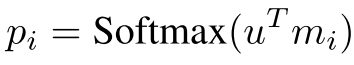 p_i = Softmax(u^T m_i)